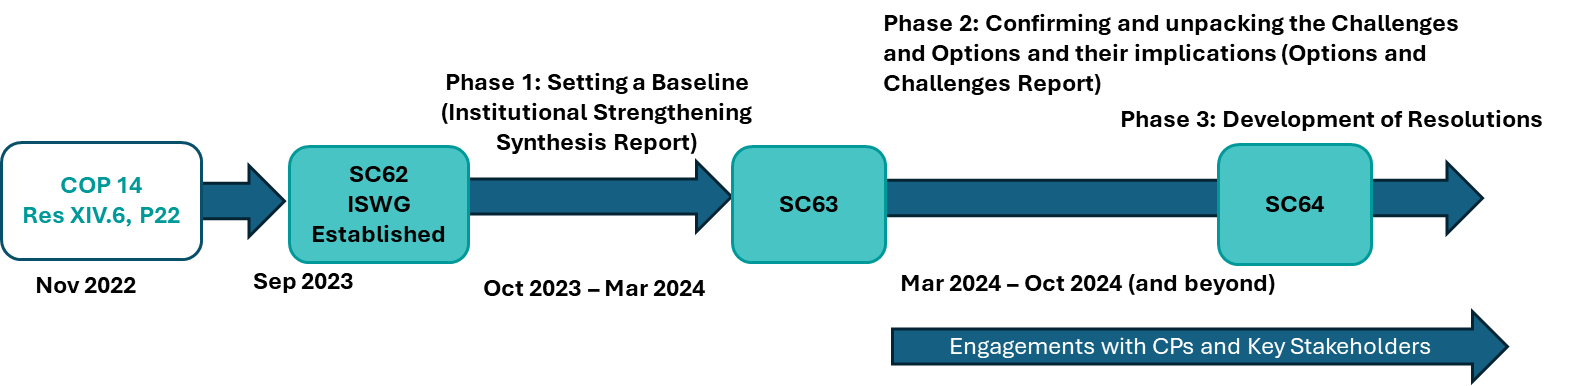 Phase 2: Confirming and unpacking the Challenges
and Options and their implications (Options and
Challenges Report)
Phase 1: Setting a Baseline
(Institutional Strengthening
Synthesis Report)
Phase 3: Development of Resolutions
COP 14
Res XIV.6, P22
SC62
ISWG
Established
SC63
SC64
Nov 2022
Sep 2023
Oct 2023 – Mar 2024
Mar 2024 – Oct 2024 (and beyond)
Engagements with CPs and Key Stakeholders